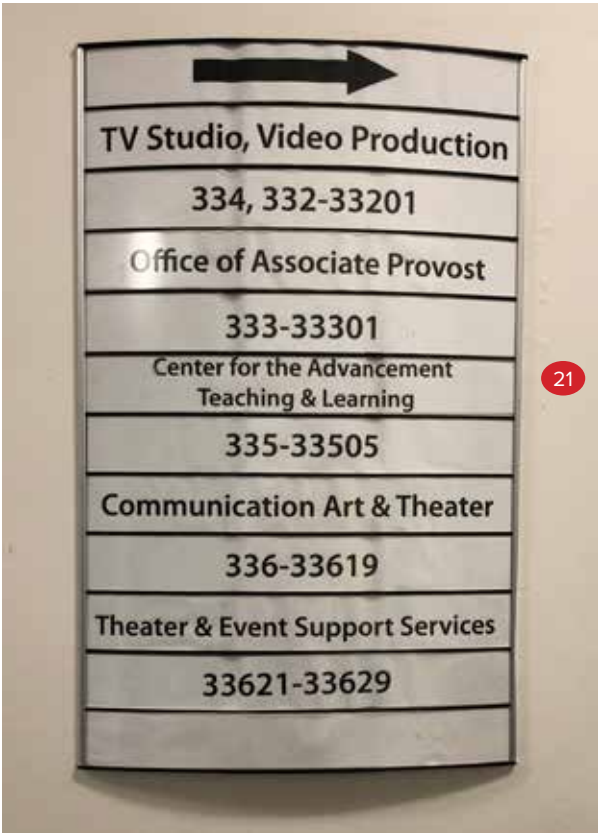 TV Studio, Video Production
334, 332-33201
Office of Associate Provost
333-33301
Center for the Advancement
Teaching & Learning
21
335-33505
Communication Art & Theater
336-33619
Theater & Event Support Services
33621-33629